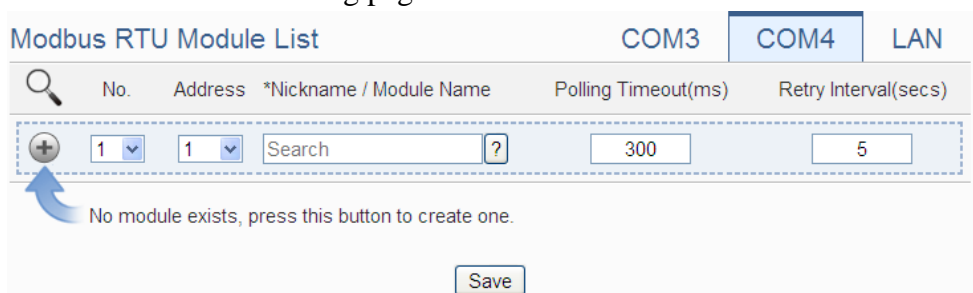 Modbus RTU Module List COM3 COM4 LAN
No. Address *Nickname / Module Name Polling Timeout(ms) Retry Interval(secs)
1 1 Search ? 300 5
No module exists, press this button to create one.
Save